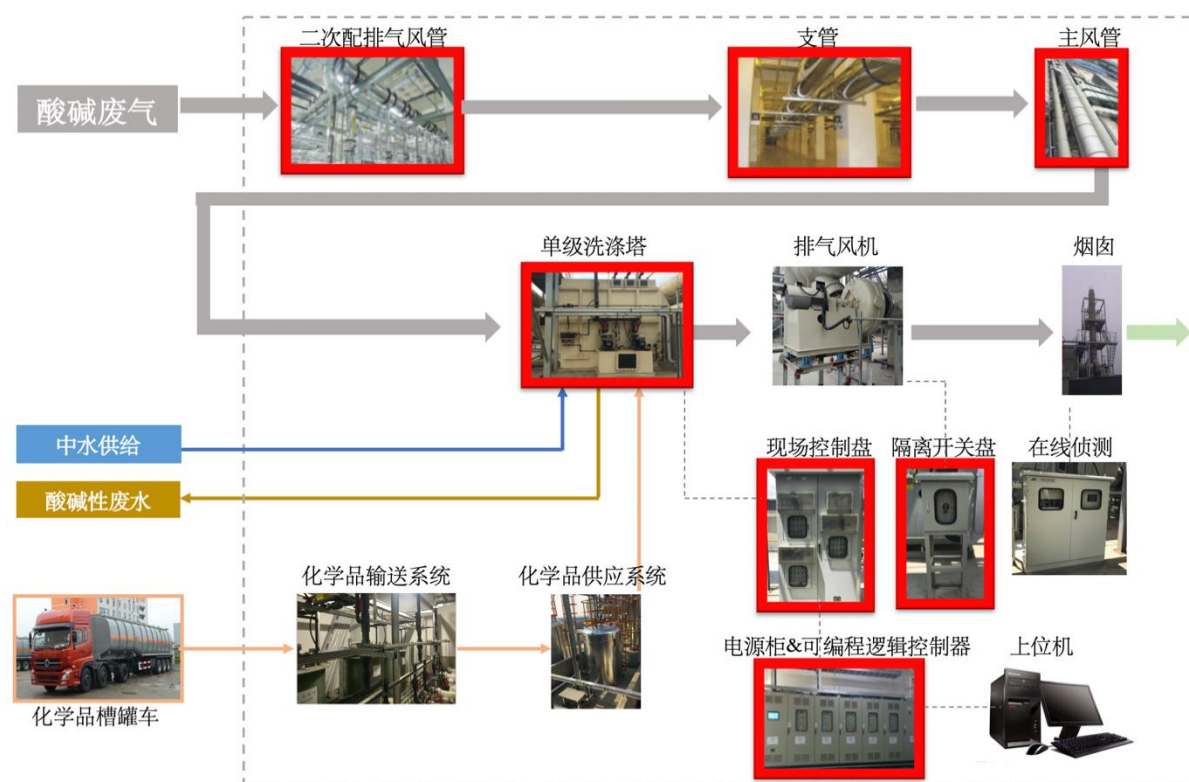 二次配排气风管
支管
主风管
酸碱废气
单级洗涤塔
排气风机
烟囱
中水供给
酸碱性废水
现场控制盘
隔离开关盘
在线侦测
化学品输送系统
化学品供应系统
电源柜&可编程逻辑控制器
上位机
化学品槽罐车